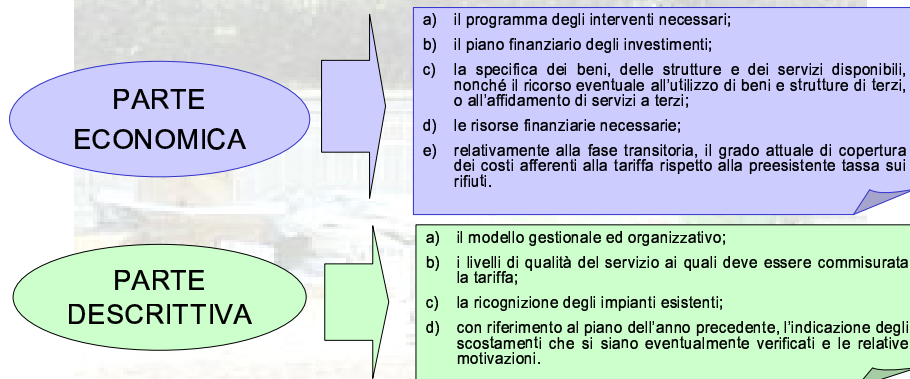 PARTE
ECONOMICA
a) il programma degli interventi necessari;
b) il piano finanziario degli investimenti;
c) la specifica dei beni, delle strutture e dei servizi disponibili,
nonché il ricorso eventuale all'utilizzo di beni e strutture di terzi,
o all'affidamento di servizi a terzi;
d) le risorse finanziarie necessarie;
e) relativamente alla fase transitoria, il grado attuale di copertura
dei costi afferenti alla tariffa rispetto alla preesistente tassa sui
rifiuti.
PARTE
DESCRITTIVA
a) il modello gestionale ed organizzativo;
b) i livelli di qualità del servizio ai quali deve essere commisurata
la tariffa;
c) la ricognizione degli impianti esistenti;
d) con riferimento al piano dell'anno precedente, l'indicazione degli
scostamenti che si siano eventualmente verificati e le relative
motivazioni.